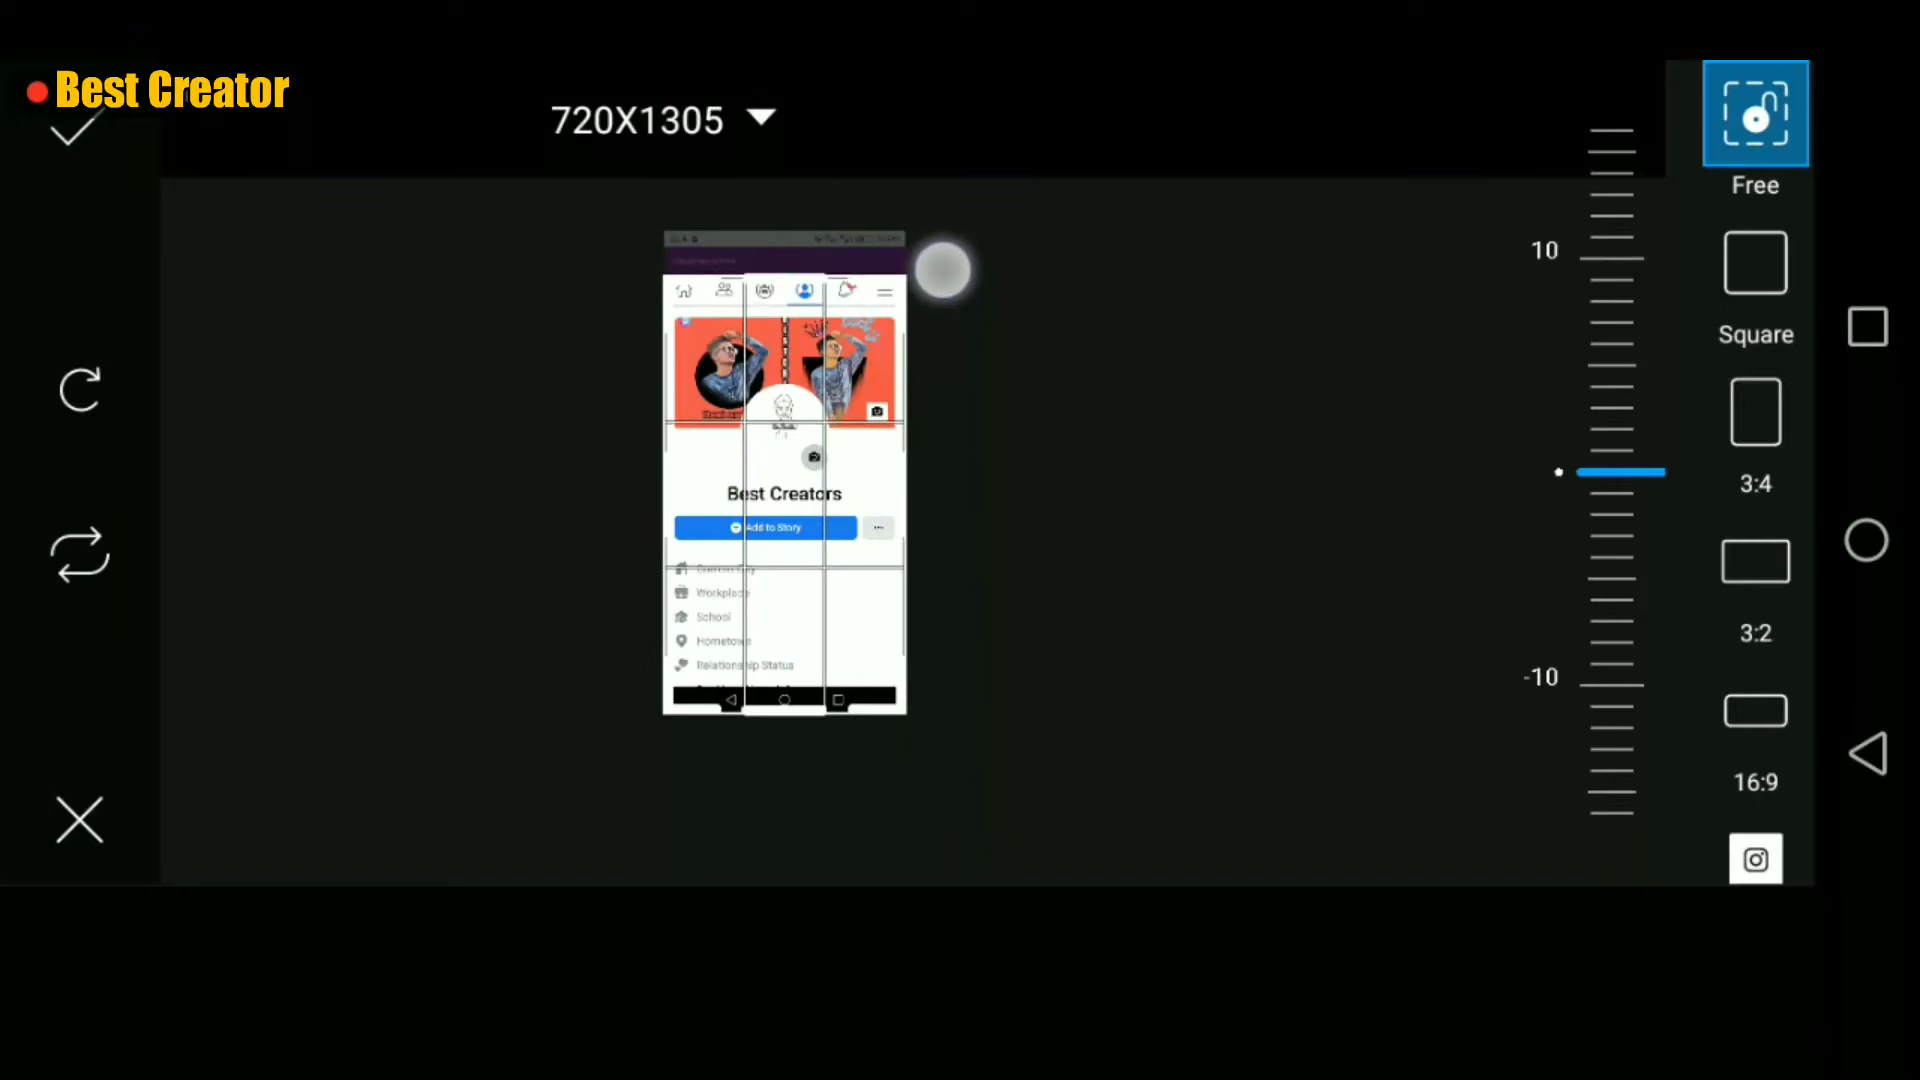 Best Creator
720X1305
Free
10
Square
Best Creators
Add to Story
3:4
Workplace
School
Hometown
3:2
Relationship Status
-10
16:9